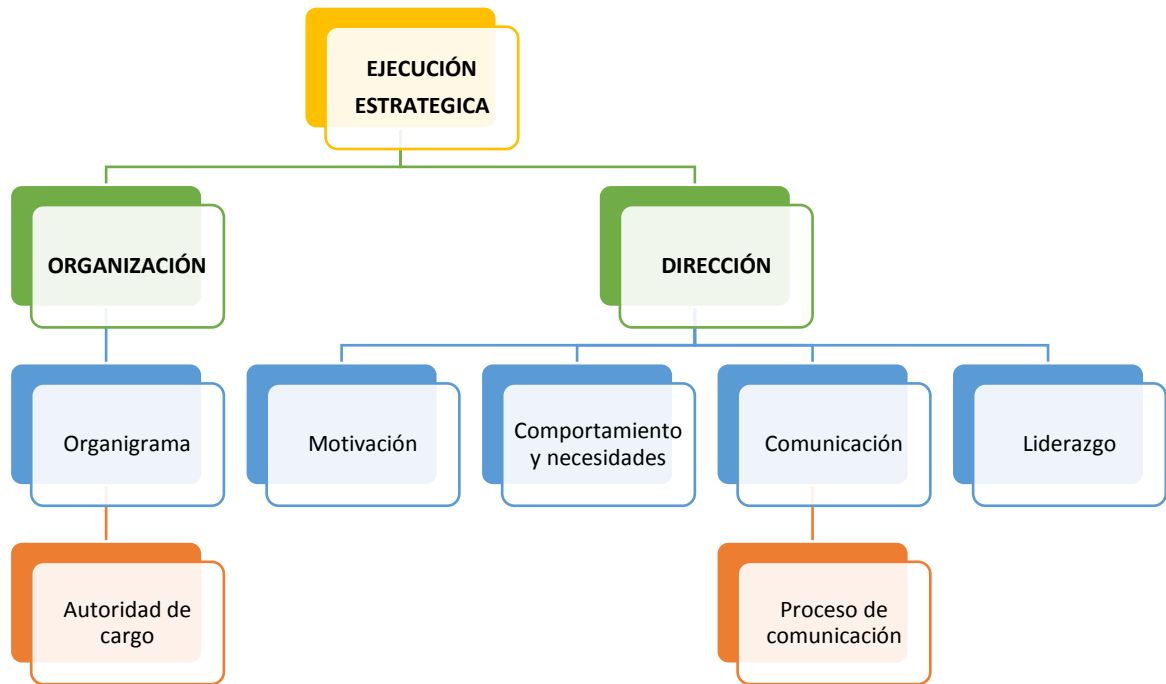 EJECUCIÓN
ESTRATEGICA
ORGANIZACIÓN
DIRECCIÓN
Organigrama
Motivación
Comportamiento
y necesidades
Comunicación
Liderazgo
Autoridad de
cargo
Proceso de
comunicación